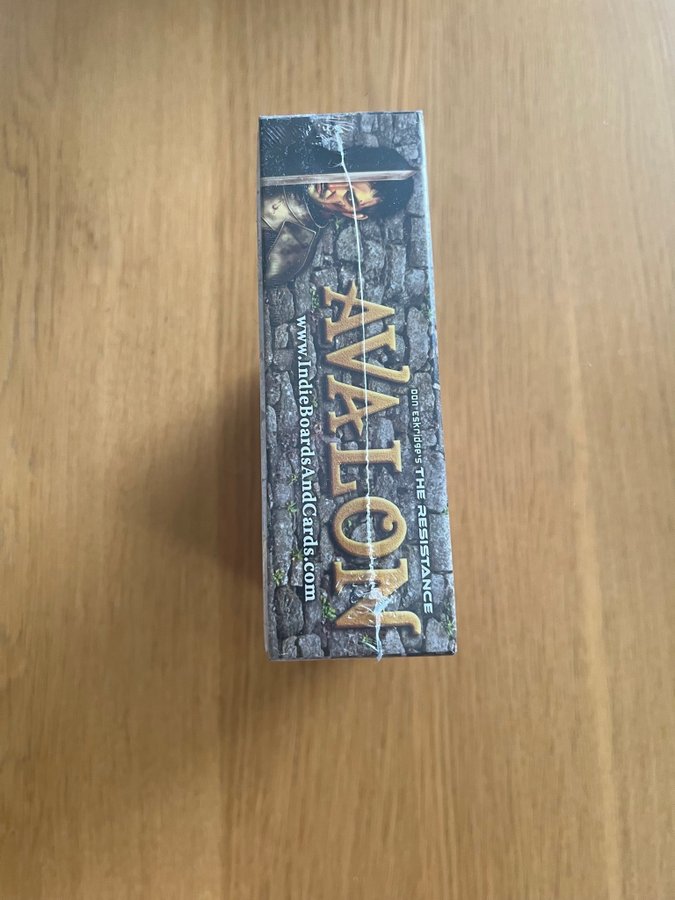 Don Eskridge's THE RESISTANCE
AVALON
www.IndieBoardsAndCards.com